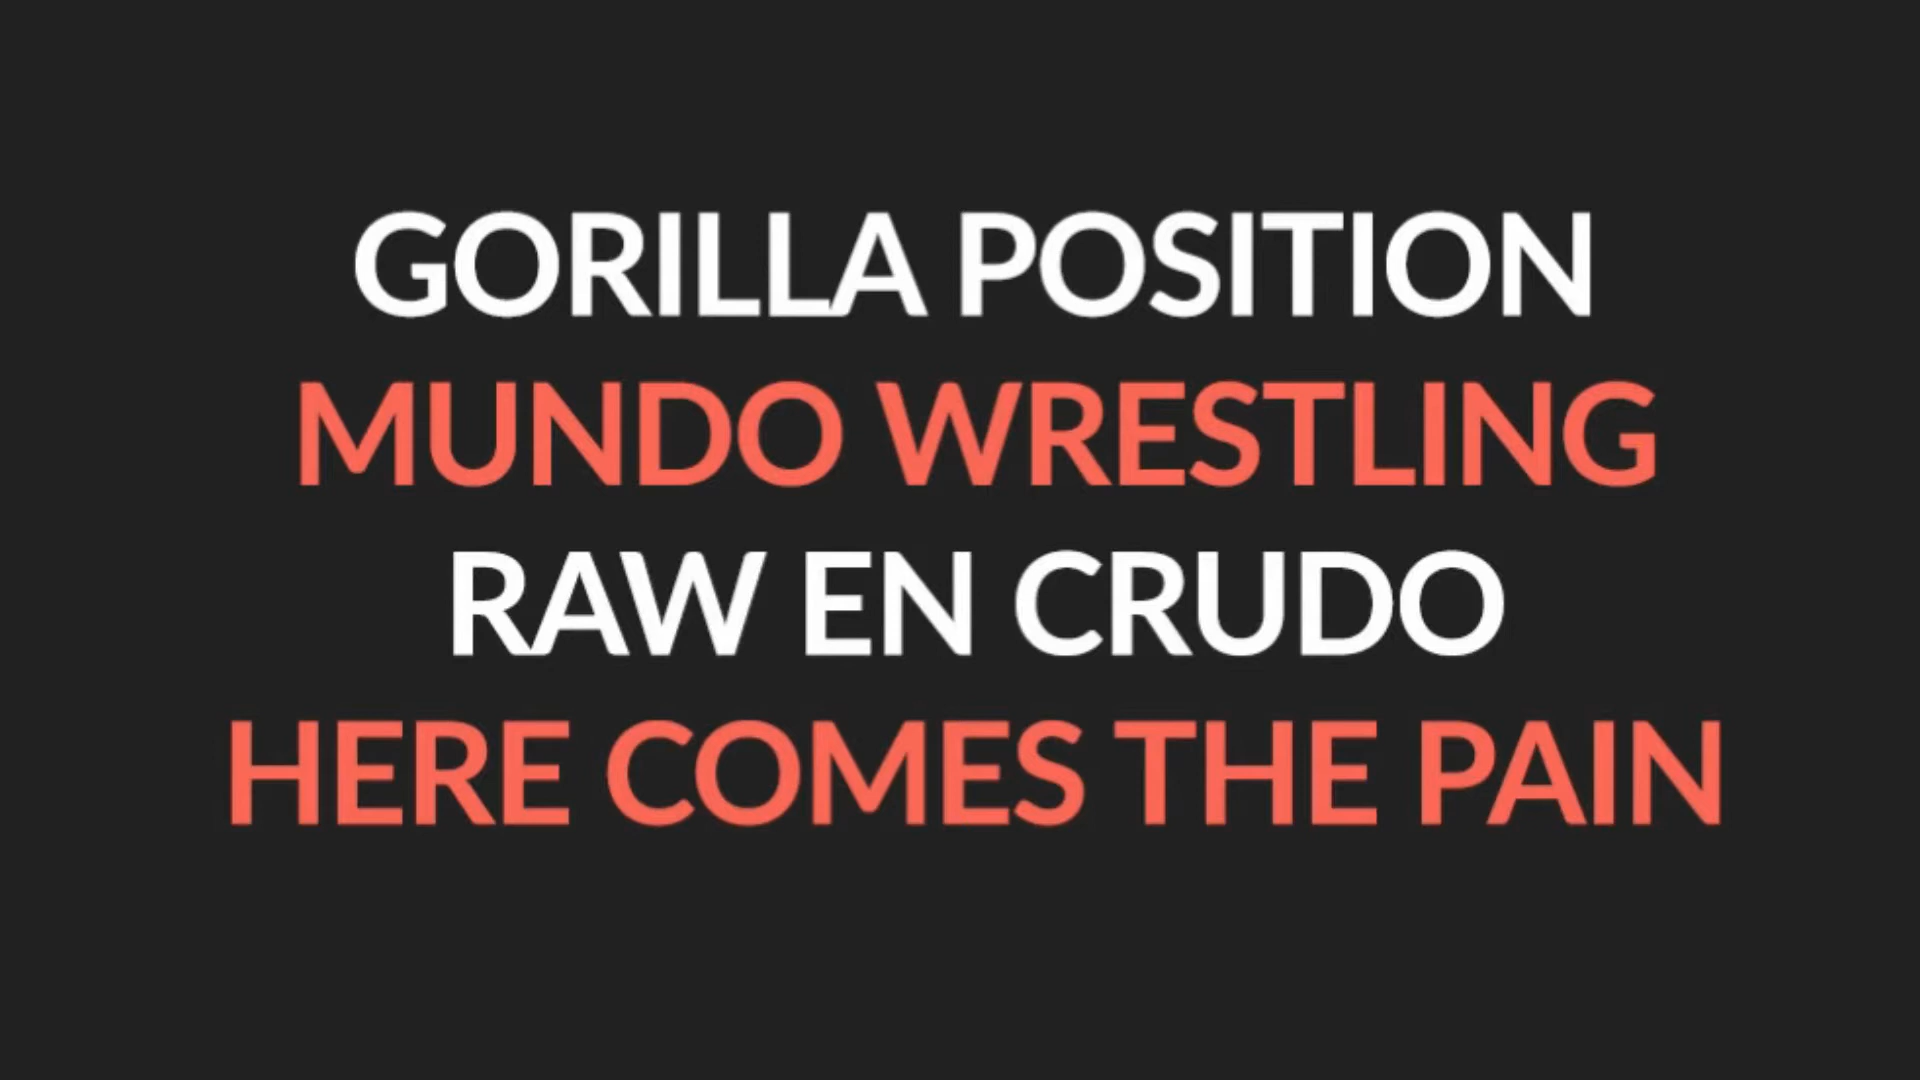 GORILLA POSITION
MUNDO WRESTLING
RAW EN CRUDO
HERE COMES THE PAIN